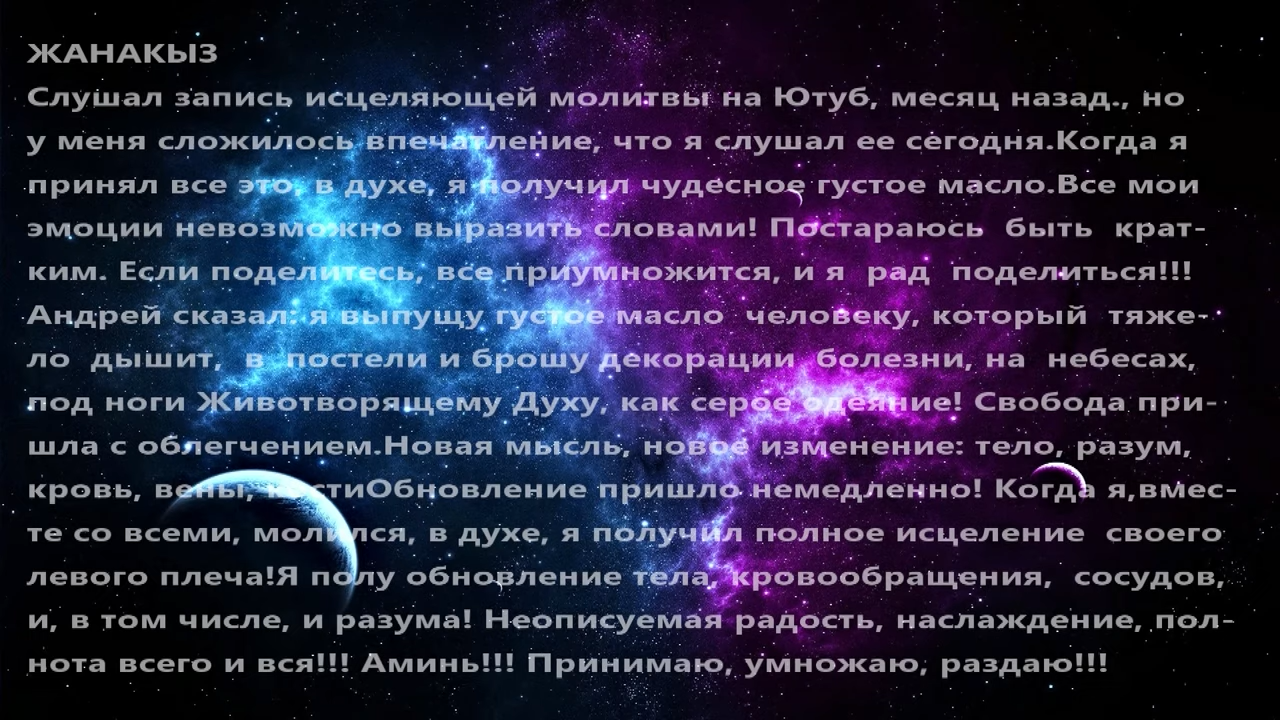 ЖАНАКЫЗ
Слушал запись исцеляющей молитвы на Ютуб, месяц назад., но
у меня сложилось впечатление, что я слушал ее сегодня.Когда я
принял все это, в духе, я получил чудесное густое масло.Все мои
эмоции невозможно выразить словами! Постараюсь быть крат-
ким. Если поделитесь, все приумножится, и я рад поделиться!!!
Андрей сказал: я выпущу густое масло человеку, который тяже-
ло дышит, в постели и брошу декорации болезни, на небесах,
под ноги Животворящему Духу, как серое одеяние! Свобода при-
шла с облегчением.Новая мысль, новое изменение: тело, разум,
кровь, вены, костиОбновление пришло немедленно! Когда я,вмес-
те со всеми, молился, в духе, я получил полное исцеление своего
левого плеча!Я полу обновление тела, кровообращения, сосудов,
и, в том числе, и разума! Неописуемая радость, наслаждение, пол-
нота всего и вся!!! Аминь!!! Принимаю, умножаю, раздаю!!!